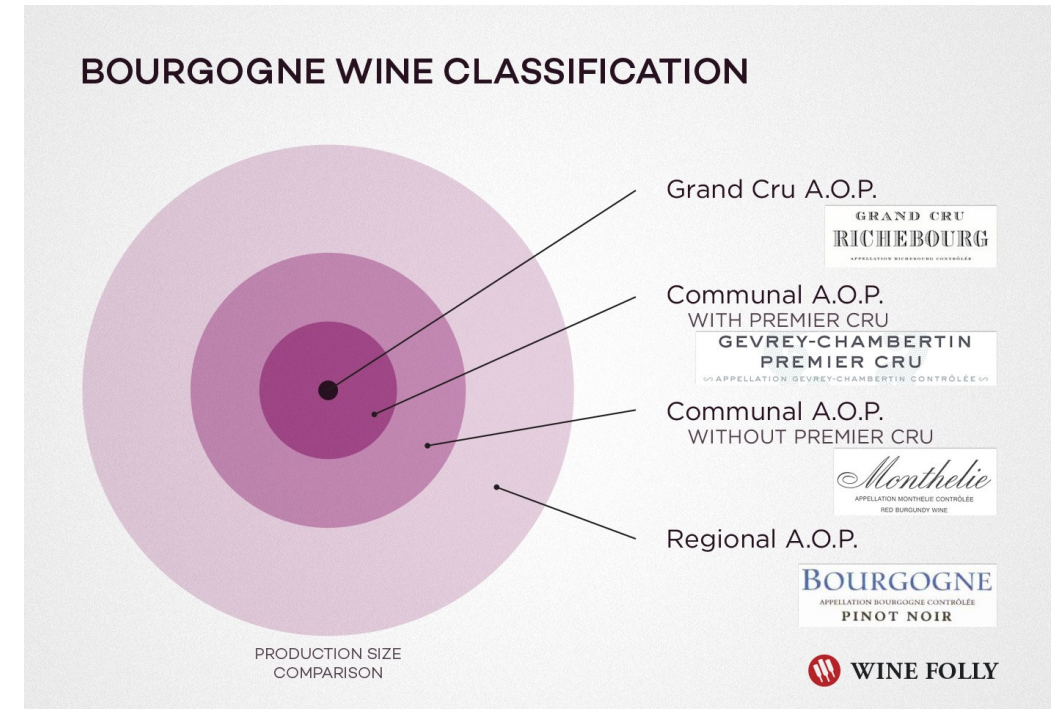 BOURGOGNE WINE CLASSIFICATION
Grand Cru A.O.P.
GRAND CRU
RICHEBOURG
APPELLATION RICHEBOURG CONTRÔLÉE
Communal A.O.P.
WITH PREMIER CRU
GEVREY-CHAMBERTIN
PREMIER CRU
APPELLATION GEVREY-CHAMBERTIN CONTRÔLÉE
Communal A.O.P.
WITHOUT PREMIER CRU
Monthelie
APPELLATION MONTHELIE CONTRÔLÉE
RED BURGUNDY WINE
Regional A.O.P.
BOURGOGNE
APPELLATION BOURGOGNE CONTRÔLÉE
PINOT NOIR
PRODUCTION SIZE
COMPARISON
WINE FOLLY